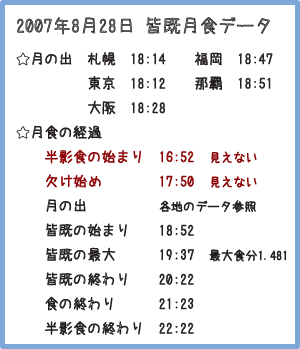 2007年8月28日 皆既月食データ
☆月の出 札幌 18:14 福岡 18:47
東京 18:12 那覇 18:51
大阪 18:28
☆月食の経過
半影食の始まり 16:52 見えない
欠け始め 17:50 見えない
月の出 各地のデータ参照
皆既の始まり 18:52
皆既の最大 19:37 最大食分1.481
皆既の終わり 20:22
食の終わり 21:23
半影食の終わり 22:22